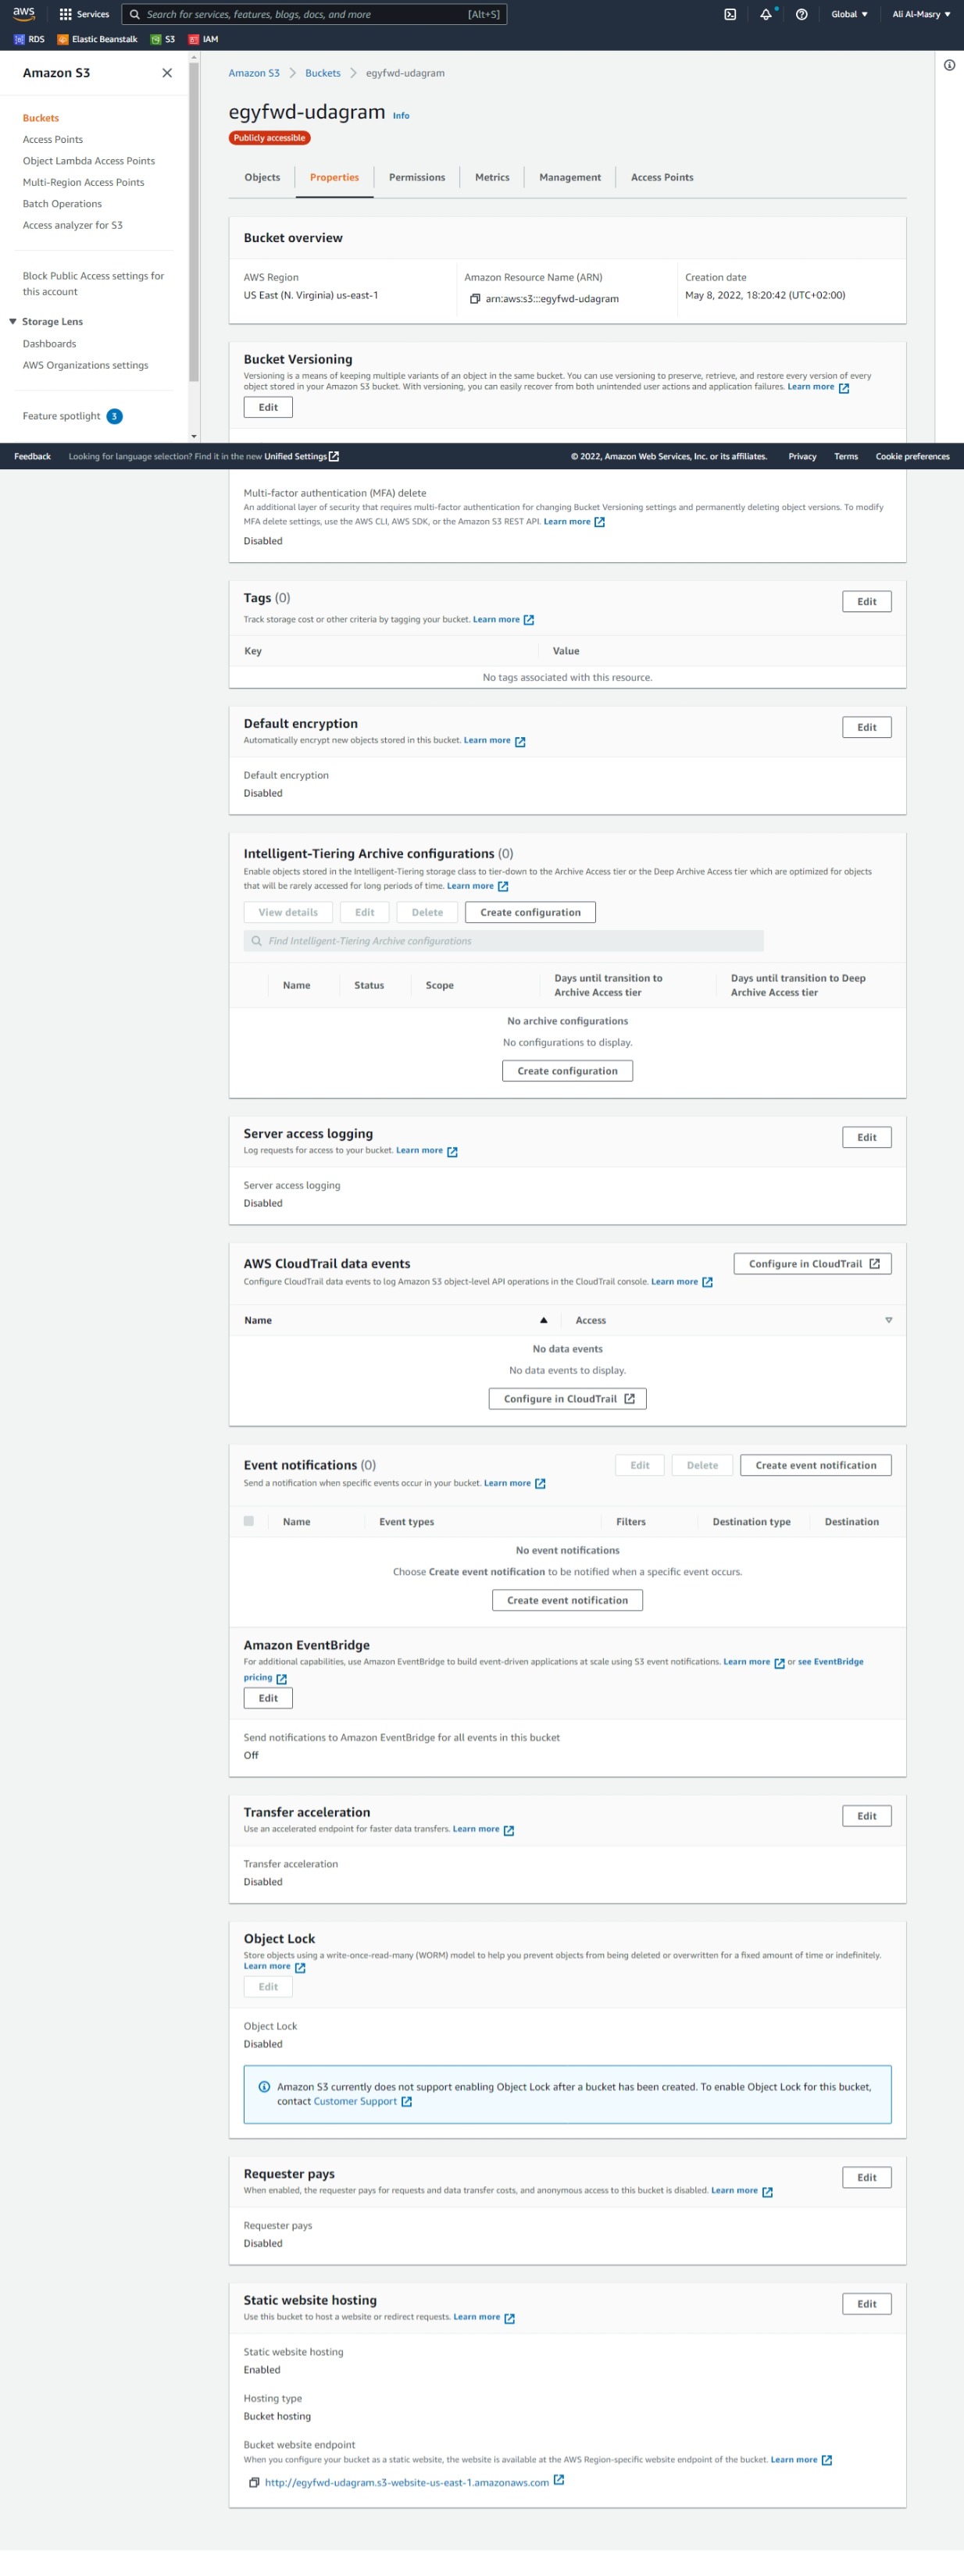 aws Services Search for services, features, blogs, docs, and more [Alt+S] Global Ali Al-Masry
RDS Elastic Beanstalk S3 IAM
Amazon S3
Buckets
Access Points
Object Lambda Access Points
Multi-Region Access Points
Batch Operations
Access analyzer for S3
Block Public Access settings for
this account
Storage Lens
Dashboards
AWS Organizations settings
Feature spotlight 3
Amazon S3 > Buckets > egyfwd-udagram
egyfwd-udagram Info
Publicly accessible
Objects Properties Permissions Metrics Management Access Points
Bucket overview
AWS Region
US East (N. Virginia) us-east-1
Amazon Resource Name (ARN)
arn:aws:s3:::egyfwd-udagram
Creation date
May 8, 2022, 18:20:42 (UTC+02:00)
Bucket Versioning
Versioning is a means of keeping multiple variants of an object in the same bucket. You can use versioning to preserve, retrieve, and restore every version of every
object stored in your Amazon S3 bucket. With versioning, you can easily recover from both unintended user actions and application failures. Learn more
Edit
Feedback Looking for language selection? Find it in the new Unified Settings © 2022, Amazon Web Services, Inc. or its affiliates. Privacy Terms Cookie preferences
Multi-factor authentication (MFA) delete
An additional layer of security that requires multi-factor authentication for changing Bucket Versioning settings and permanently deleting object versions. To modify
MFA delete settings, use the AWS CLI, AWS SDK, or the Amazon S3 REST API. Learn more
Disabled
Tags (0) Edit
Track storage cost or other criteria by tagging your bucket. Learn more
Key Value
No tags associated with this resource.
Default encryption Edit
Automatically encrypt new objects stored in this bucket. Learn more
Default encryption
Disabled
Intelligent-Tiering Archive configurations (0)
Enable objects stored in the Intelligent-Tiering storage class to tier-down to the Archive Access tier or the Deep Archive Access tier which are optimized for objects
that will be rarely accessed for long periods of time. Learn more
View details Edit Delete Create configuration
Find Intelligent-Tiering Archive configurations
Name Status Scope Days until transition to Archive Access tier Days until transition to Deep Archive Access tier
No archive configurations
No configurations to display.
Create configuration
Server access logging Edit
Log requests for access to your bucket. Learn more
Server access logging
Disabled
AWS CloudTrail data events Configure in CloudTrail
Configure CloudTrail data events to log Amazon S3 object-level API operations in the CloudTrail console. Learn more
Name Access
No data events
No data events to display.
Configure in CloudTrail
Event notifications (0) Edit Delete Create event notification
Send a notification when specific events occur in your bucket. Learn more
Name Event types Filters Destination type Destination
No event notifications
Choose Create event notification to be notified when a specific event occurs.
Create event notification
Amazon EventBridge
For additional capabilities, use Amazon EventBridge to build event-driven applications at scale using S3 event notifications. Learn more or see EventBridge
pricing
Edit
Send notifications to Amazon EventBridge for all events in this bucket
Off
Transfer acceleration Edit
Use an accelerated endpoint for faster data transfers. Learn more
Transfer acceleration
Disabled
Object Lock
Store objects using a write-once-read-many (WORM) model to help you prevent objects from being deleted or overwritten for a fixed amount of time or indefinitely.
Learn more
Edit
Object Lock
Disabled
Amazon S3 currently does not support enabling Object Lock after a bucket has been created. To enable Object Lock for this bucket,
contact Customer Support
Requester pays Edit
When enabled, the requester pays for requests and data transfer costs, and anonymous access to this bucket is disabled. Learn more
Requester pays
Disabled
Static website hosting Edit
Use this bucket to host a website or redirect requests. Learn more
Static website hosting
Enabled
Hosting type
Bucket hosting
Bucket website endpoint
When you configure your bucket as a static website, the website is available at the AWS Region-specific website endpoint of the bucket. Learn more
http://egyfwd-udagram.s3-website-us-east-1.amazonaws.com